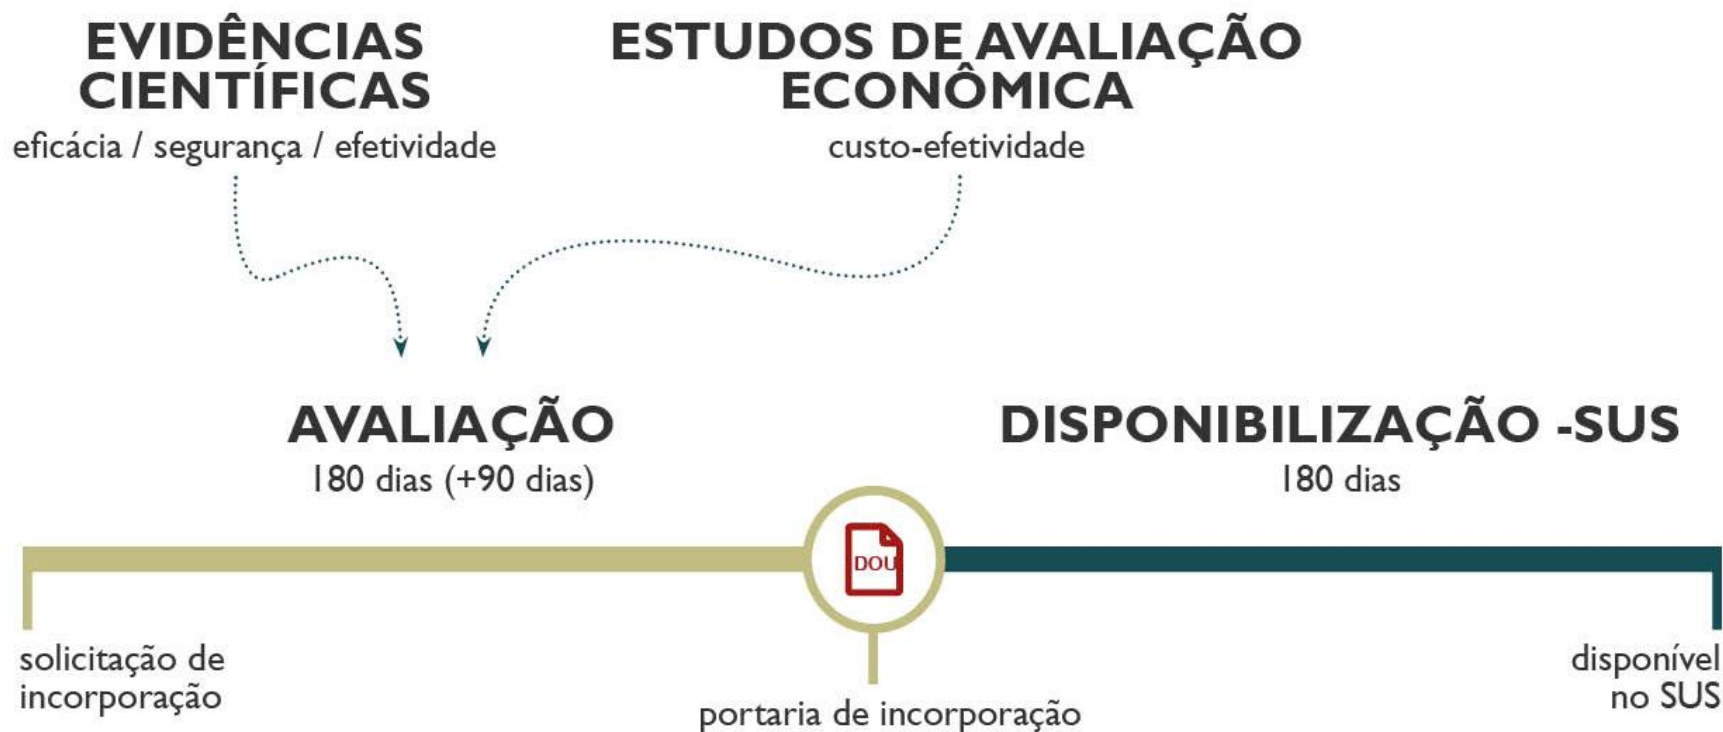 EVIDÊNCIAS
CIENTÍFICAS
eficácia / segurança / efetividade
ESTUDOS DE AVALIAÇÃO
ECONÔMICA
custo-efetividade
AVALIAÇÃO
180 dias (+90 dias)
DISPONIBILIZAÇÃO -SUS
180 dias
DOU
solicitação de
incorporação
portaria de incorporação
disponível
no SUS